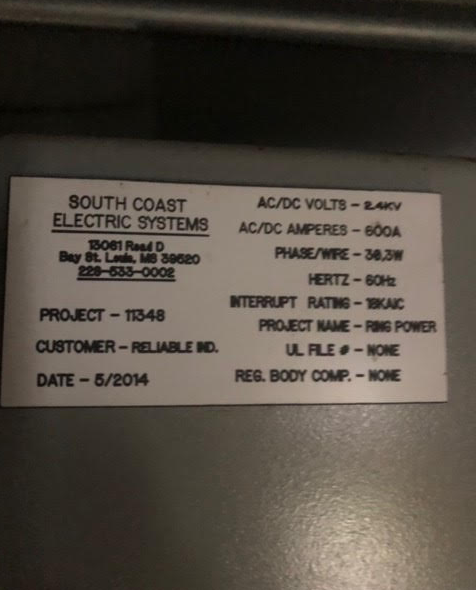 SOUTH COAST
ELECTRIC SYSTEMS
13061 Road D
Bay St. Louis, MS 39520
228-533-0002
PROJECT - 11348
CUSTOMER - RELIABLE IND.
DATE - 5/2014
AC/DC VOLTS - 2.4KV
AC/DC AMPERES - 600A
PHASE/WIRE - 3Ø,3W
HERTZ - 60Hz
INTERRUPT RATING - 18KAIC
PROJECT NAME - RING POWER
UL FILE # - NONE
REG. BODY COMP. - NONE